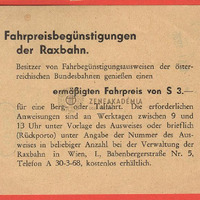 Fahrpreisbegünstigungen
der Raxbahn.
Besitzer von Fahrbegünstigungsausweisen der öster-
reichischen Bundesbahnen genießen einen
ermäßigten Fahrpreis von S 3.—
ZENEAKADÉMIA
für eine Berg- oder Talfahrt. Die erforderlichen
Anweisungen sind an Werktagen zwischen 9 und
13 Uhr unter Vorlage des Ausweises oder brieflich
(Rückporto) unter Angabe der Nummer des Aus-
weises in beliebiger Anzahl bei der Verwaltung der
Raxbahn in Wien, I., Babenbergerstraße Nr. 5,
Telefon A 30-3-68, kostenlos erhältlich.